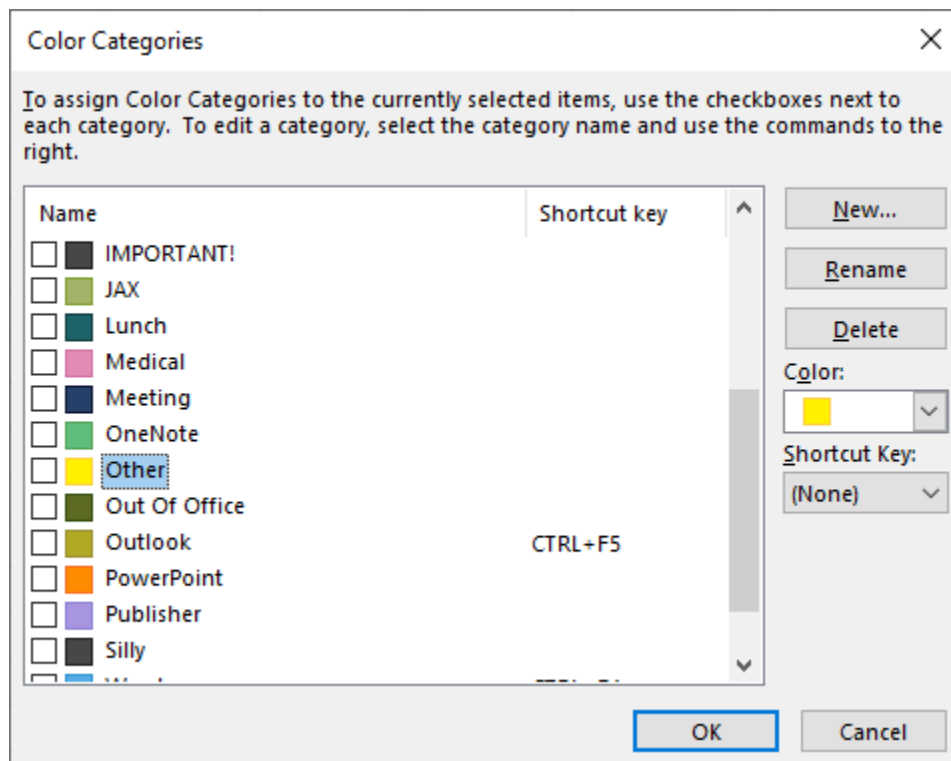 Color Categories
To assign Color Categories to the currently selected items, use the checkboxes next to
each category. To edit a category, select the category name and use the commands to the
right.
Name Shortcut key
IMPORTANT!
JAX
Lunch
Medical
Meeting
OneNote
Other
Out Of Office
Outlook CTRL+F5
PowerPoint
Publisher
Silly
New...
Rename
Delete
Color:
Shortcut Key:
(None)
OK Cancel